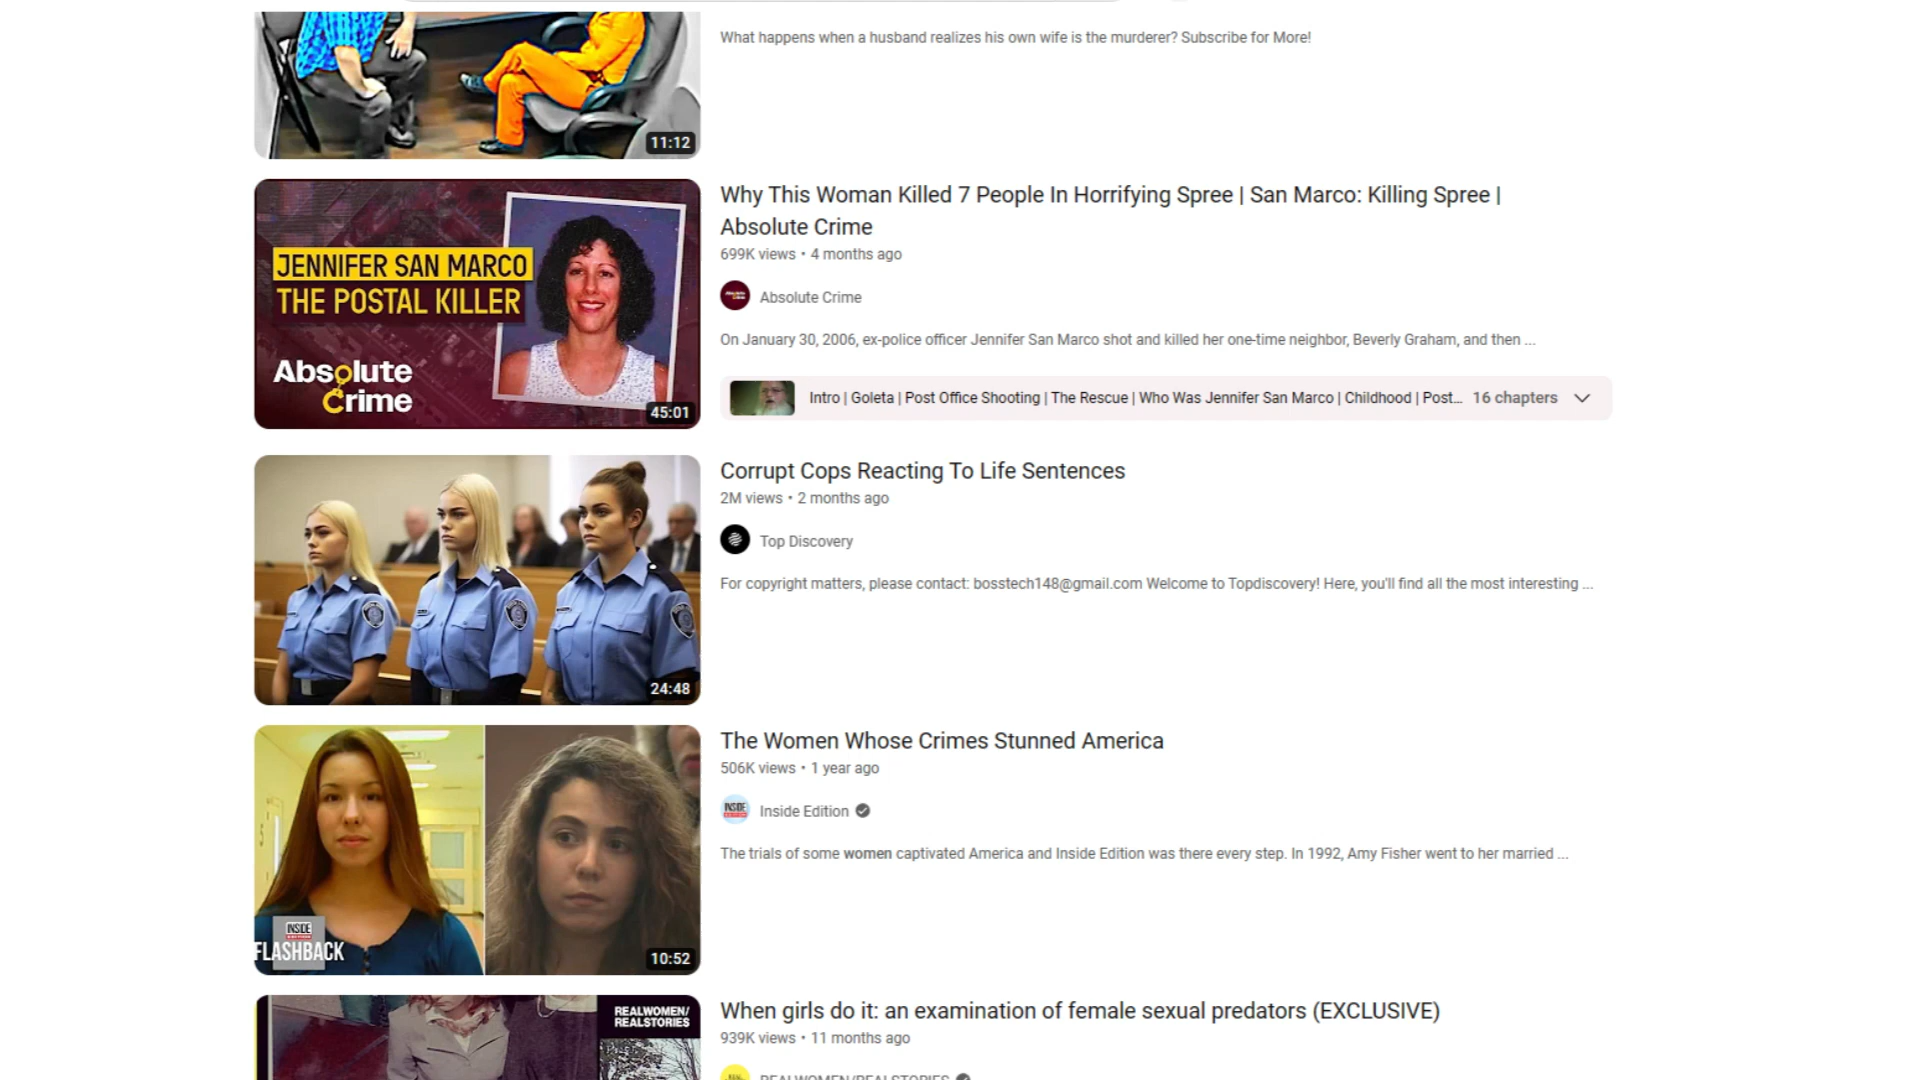 What happens when a husband realizes his own wife is the murderer? Subscribe for More!
11:12
JENNIFER SAN MARCO
THE POSTAL KILLER
Absolute
Crime
45:01
Why This Woman Killed 7 People In Horrifying Spree | San Marco: Killing Spree |
Absolute Crime
699K views • 4 months ago
Absolute Crime
On January 30, 2006, ex-police officer Jennifer San Marco shot and killed her one-time neighbor, Beverly Graham, and then ...
Intro | Goleta | Post Office Shooting | The Rescue | Who Was Jennifer San Marco | Childhood | Post... 16 chapters
24:48
Corrupt Cops Reacting To Life Sentences
2M views • 2 months ago
Top Discovery
For copyright matters, please contact: bosstech148@gmail.com Welcome to Topdiscovery! Here, you'll find all the most interesting ...
INSIDE
FLASHBACK
10:52
The Women Whose Crimes Stunned America
506K views • 1 year ago
INSIDE
Inside Edition
The trials of some women captivated America and Inside Edition was there every step. In 1992, Amy Fisher went to her married ...
REALWOMEN/
REALSTORIES
When girls do it: an examination of female sexual predators (EXCLUSIVE)
939K views • 11 months ago
REALWOMEN/REALSTORIES